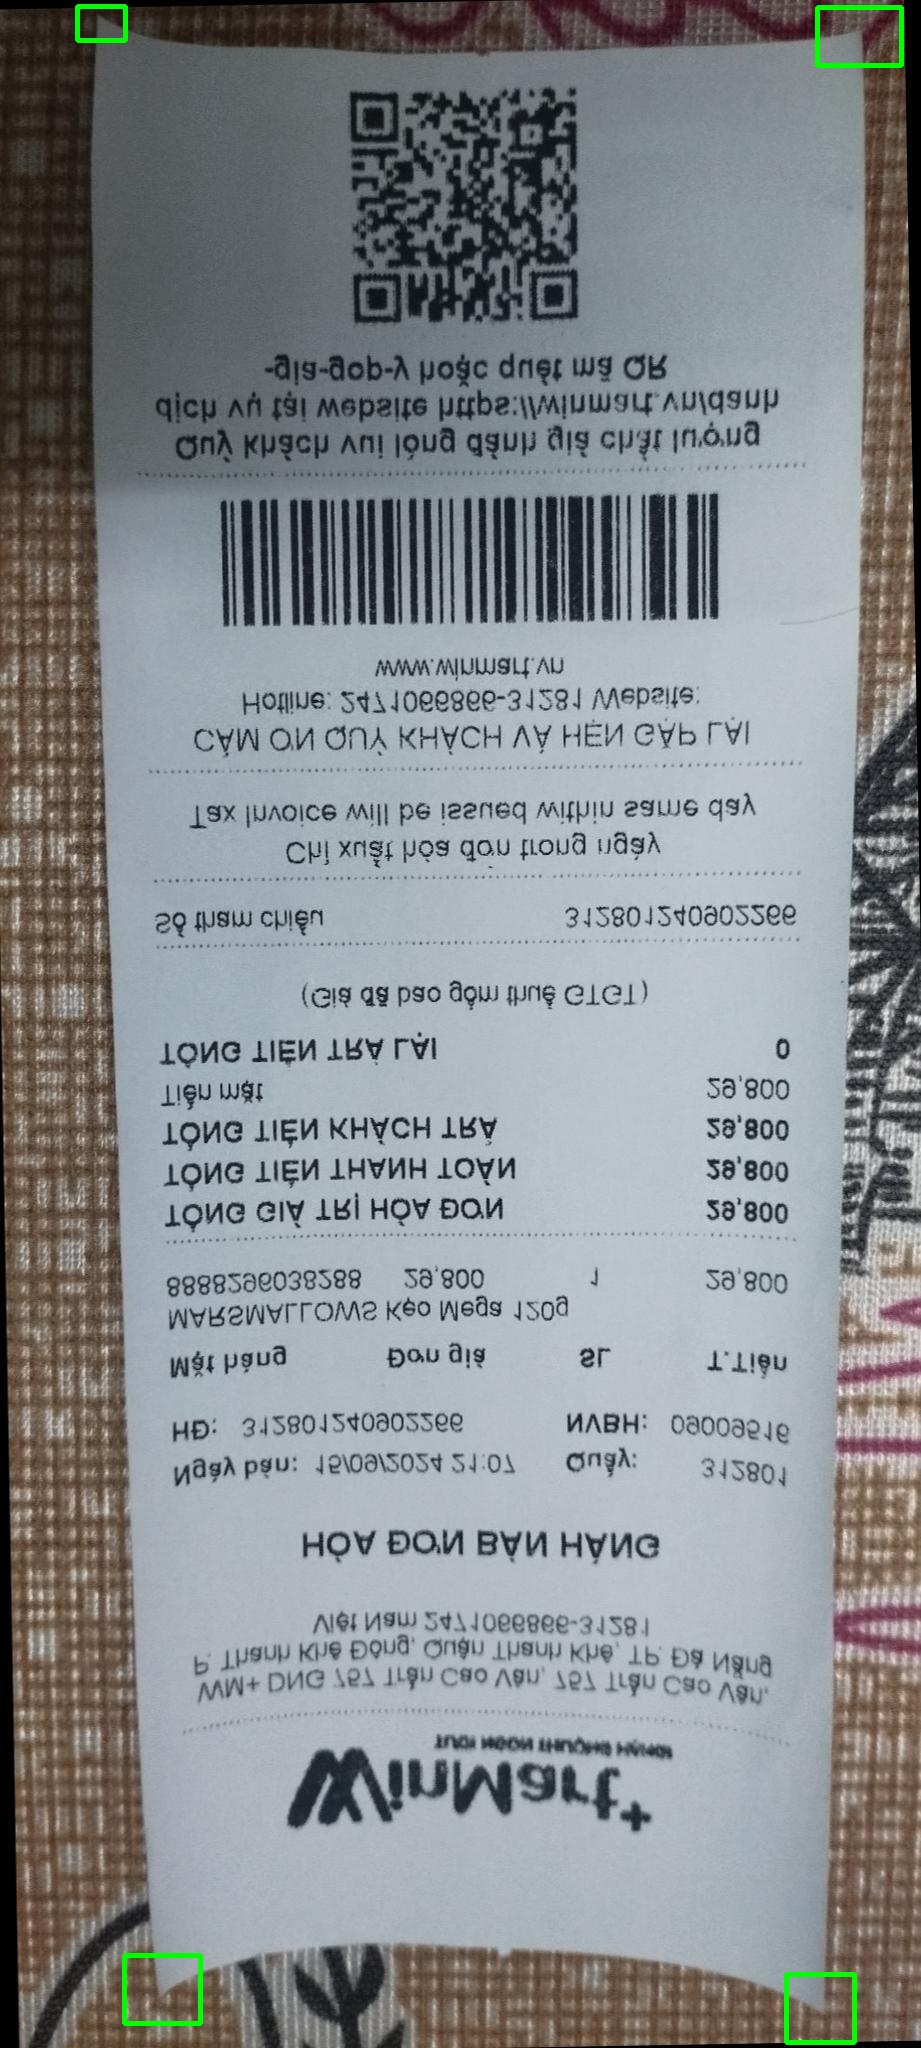 WinMart+
TƯƠI NGON THƯỢNG HẠNG!
WM+ DNG 757 Trần Cao Vân, 757 Trần Cao Vân,
P. Thanh Khê Đông, Quận Thanh Khê, TP. Đà Nẵng
Việt Nam 2471066866-31281
HÓA ĐƠN BÁN HÀNG
Ngày bán: 15/09/2024 21:07 Quầy: 312801
HĐ: 312801240902266 NVBH: 09009516
Mặt hàng Đơn giá SL T.Tiền
MARSMALLOWS Kẹo Mega 120g
8888296038288 29,800 1 29,800
TỔNG GIÁ TRỊ HÓA ĐƠN 29,800
TỔNG TIỀN THANH TOÁN 29,800
TỔNG TIỀN KHÁCH TRẢ 29,800
Tiền mặt 29,800
TỔNG TIỀN TRẢ LẠI 0
(Giá đã bao gồm thuế GTGT)
Số tham chiếu 312801240902266
Chỉ xuất hóa đơn trong ngày
Tax Invoice will be issued within same day
CẢM ƠN QUÝ KHÁCH VÀ HẸN GẶP LẠI
Hotline: 2471066866-31281 Website:
www.winmart.vn
Quý khách vui lòng đánh giá chất lượng
dịch vụ tại website https://winmart.vn/danh
-gia-gop-y hoặc quét mã QR